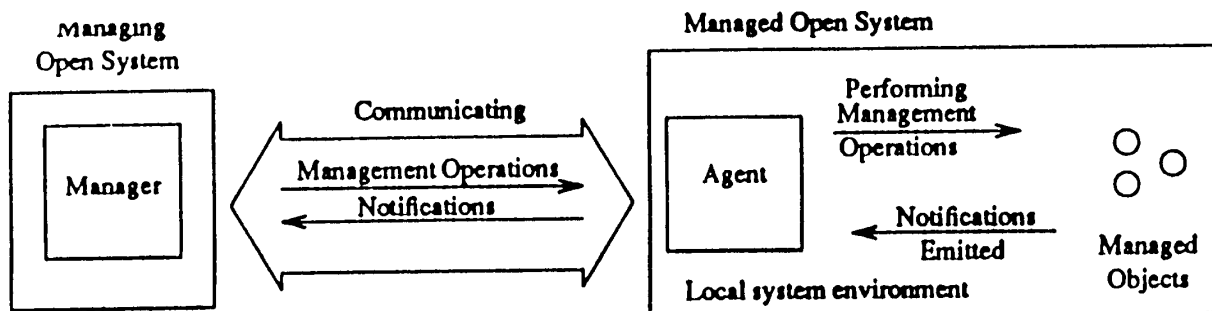 Managing
Open System
Manager
Communicating
Management Operations
Notifications
Managed Open System
Agent
Performing
Management
Operations
Notifications
Emitted
Managed
Objects
Local system environment